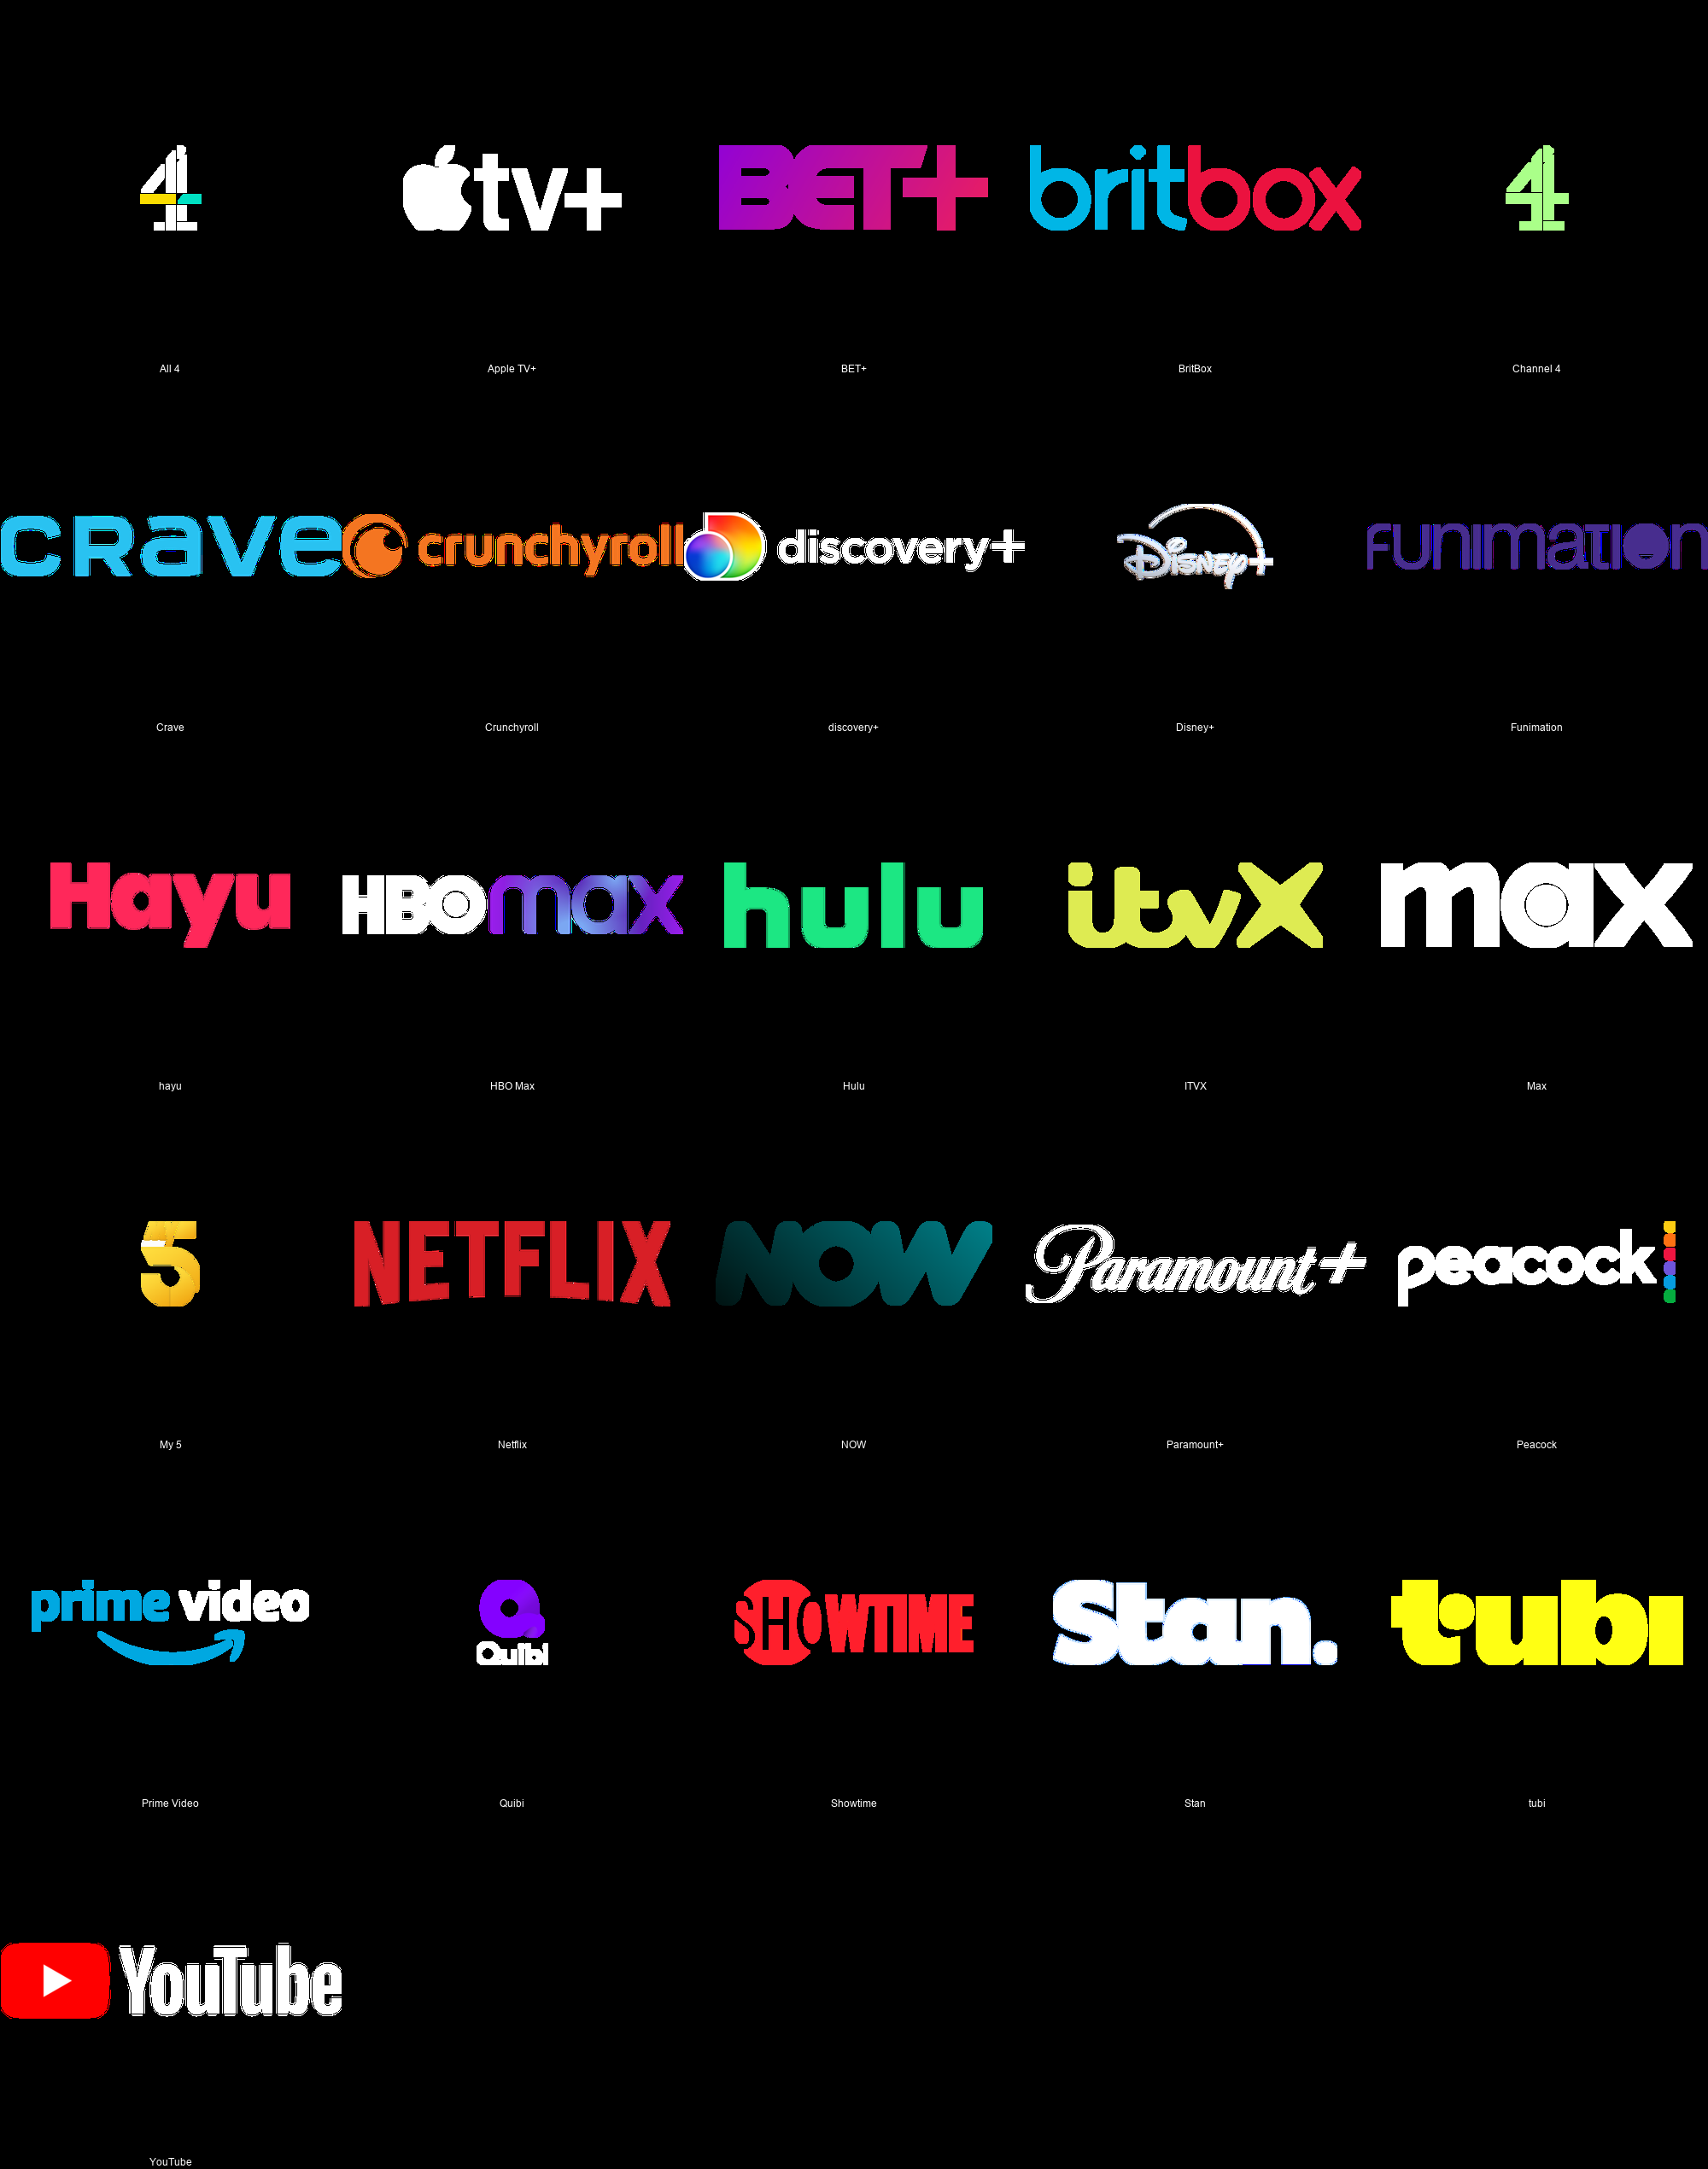 4 tv+ BET+ britbox 4
All 4 Apple TV+ BET+ BritBox Channel 4
CRAVE crunchyroll discovery+ Disney+ FUNIMATION
Crave Crunchyroll discovery+ Disney+ Funimation
Hayu HBOmax hulu itvX max
hayu HBO Max Hulu ITVX Max
5 NETFLIX NOW Paramount+ peacock
My 5 Netflix NOW Paramount+ Peacock
prime video Quibi SHOWTIME Stan. tubi
Prime Video Quibi Showtime Stan tubi
YouTube
YouTube